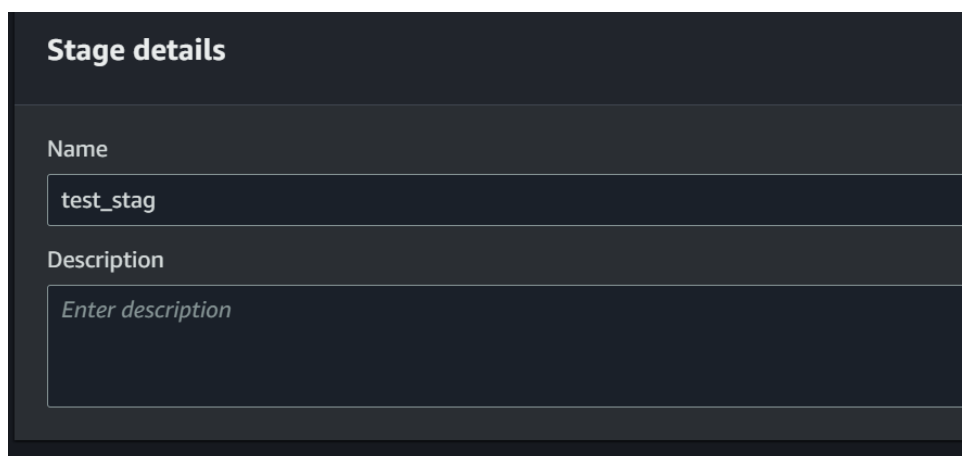 Stage details
Name
test_stag
Description
Enter description